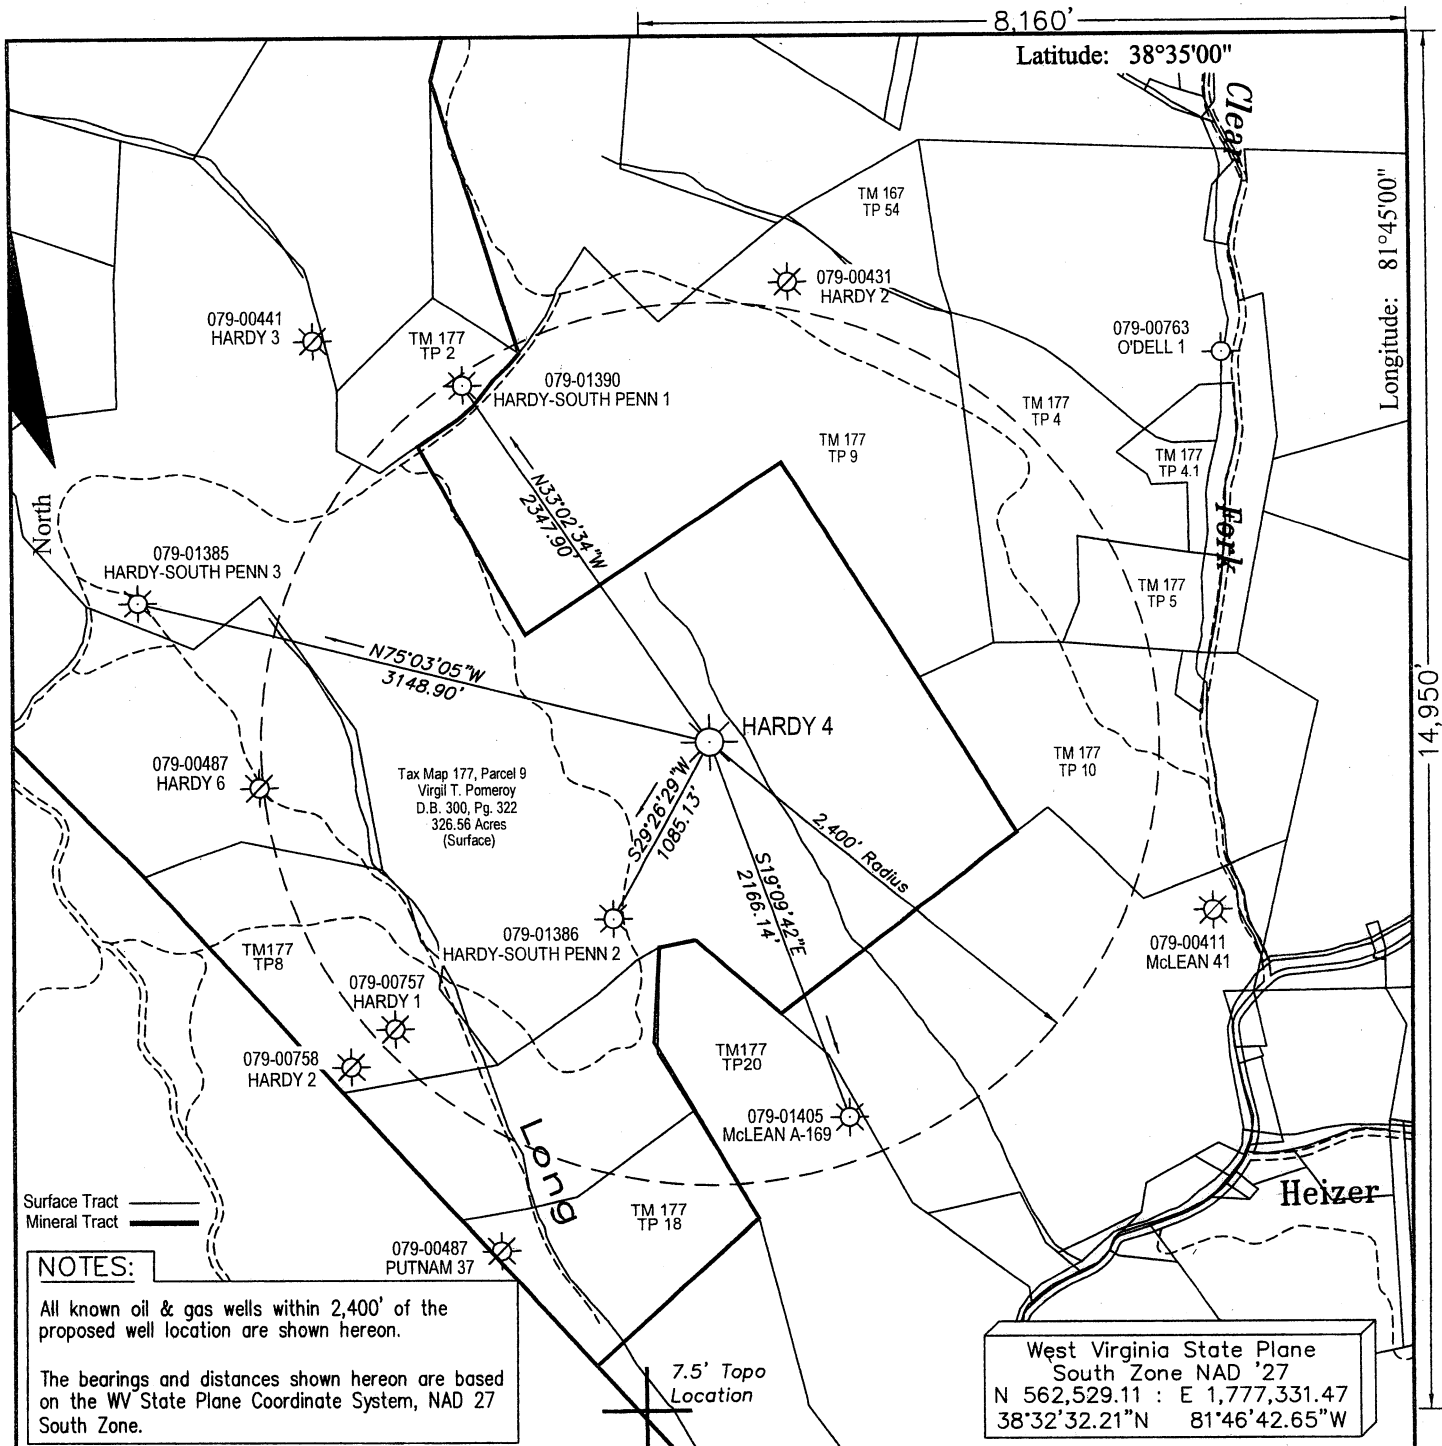 8,160'
Latitude: 38°35'00"
Clear
Longitude: 81°45'00"
TM 167
TP 54
079-00431
HARDY 2
079-00441
HARDY 3
TM 177
TP 2
079-00763
O'DELL 1
079-01390
HARDY-SOUTH PENN 1
TM 177
TP 4
TM 177
TP 9
TM 177
TP 4.1
North
N33°02'34"W
2347.90'
Fork
079-01385
HARDY-SOUTH PENN 3
TM 177
TP 5
N75°03'05"W
3148.90'
14,950'
HARDY 4
079-00487
HARDY 6
TM 177
TP 10
Tax Map 177, Parcel 9
Virgil T. Pomeroy
D.B. 300, Pg. 322
326.56 Acres
(Surface)
S29°26'29"W
1085.13'
2,400' Radius
S19°09'42"E
2166.14'
079-01386
HARDY-SOUTH PENN 2
TM177
TP8
079-00411
McLEAN 41
079-00757
HARDY 1
079-00758
HARDY 2
TM177
TP20
079-01405
McLEAN A-169
Long
Surface Tract
Mineral Tract
TM 177
TP 18
Heizer
079-00487
PUTNAM 37
NOTES:
All known oil & gas wells within 2,400' of the
proposed well location are shown hereon.
The bearings and distances shown hereon are based
on the WV State Plane Coordinate System, NAD 27
South Zone.
7.5' Topo
Location
West Virginia State Plane
South Zone NAD '27
N 562,529.11 : E 1,777,331.47
38°32'32.21"N 81°46'42.65"W